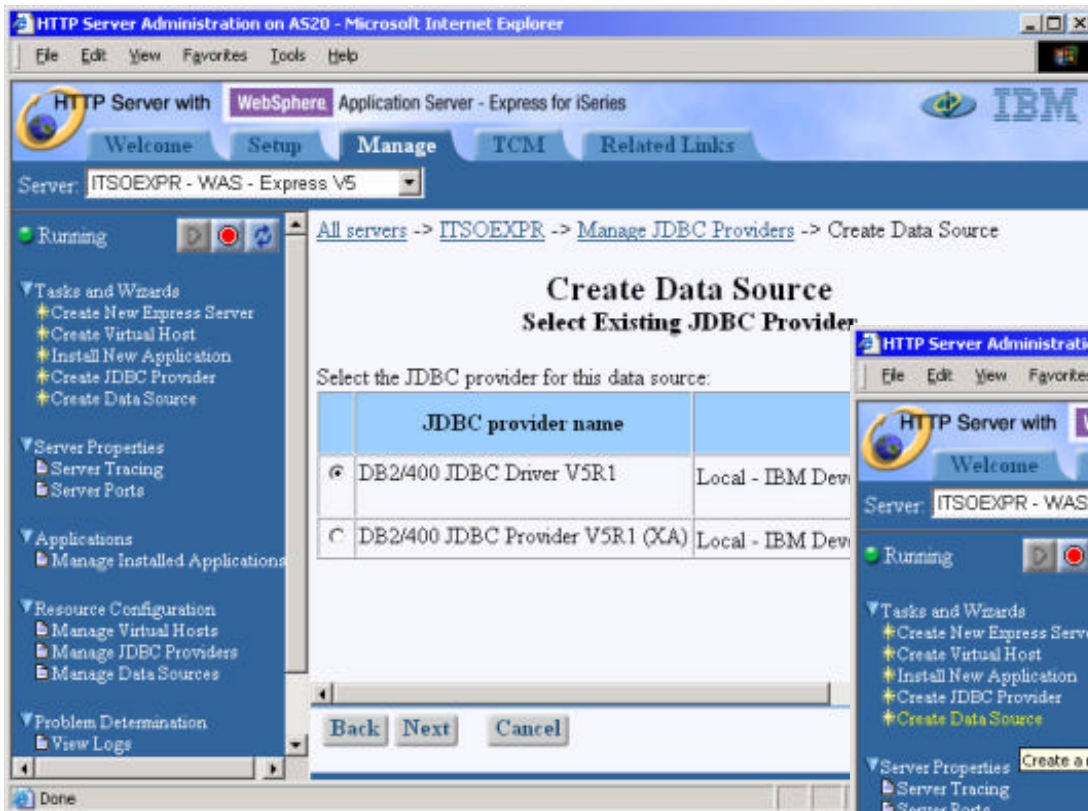 HTTP Server Administration on AS20 - Microsoft Internet Explorer
File Edit View Favorites Tools Help
HTTP Server with WebSphere Application Server - Express for iSeries
IBM
Welcome Setup Manage TCM Related Links
Server: ITSOEXPR - WAS - Express V5
Running
Tasks and Wizards
Create New Express Server
Create Virtual Host
Install New Application
Create JDBC Provider
Create Data Source
Server Properties
Server Tracing
Server Ports
Applications
Manage Installed Applications
Resource Configuration
Manage Virtual Hosts
Manage JDBC Providers
Manage Data Sources
Problem Determination
View Logs
All servers -> ITSOEXPR -> Manage JDBC Providers -> Create Data Source
Create Data Source
Select Existing JDBC Provider
Select the JDBC provider for this data source:
JDBC provider name
DB2/400 JDBC Driver V5R1 Local - IBM Dev
DB2/400 JDBC Provider V5R1 (XA) Local - IBM Dev
Back Next Cancel
Done
HTTP Server Administrati
File Edit View Favorites
HTTP Server with
Welcome
Server: ITSOEXPR - WAS
Running
Tasks and Wizards
Create New Express Serv
Create Virtual Host
Install New Application
Create JDBC Provider
Create Data Source
Server Properties
Create a
Server Tracing
Server Ports